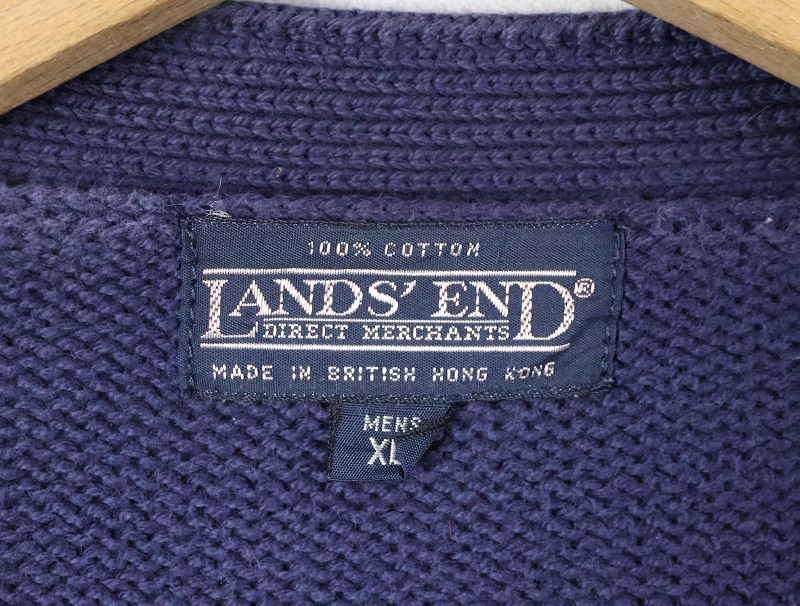 100% COTTON
LANDS' END®
DIRECT MERCHANTS
MADE IN BRITISH HONG KONG
MENS
XL